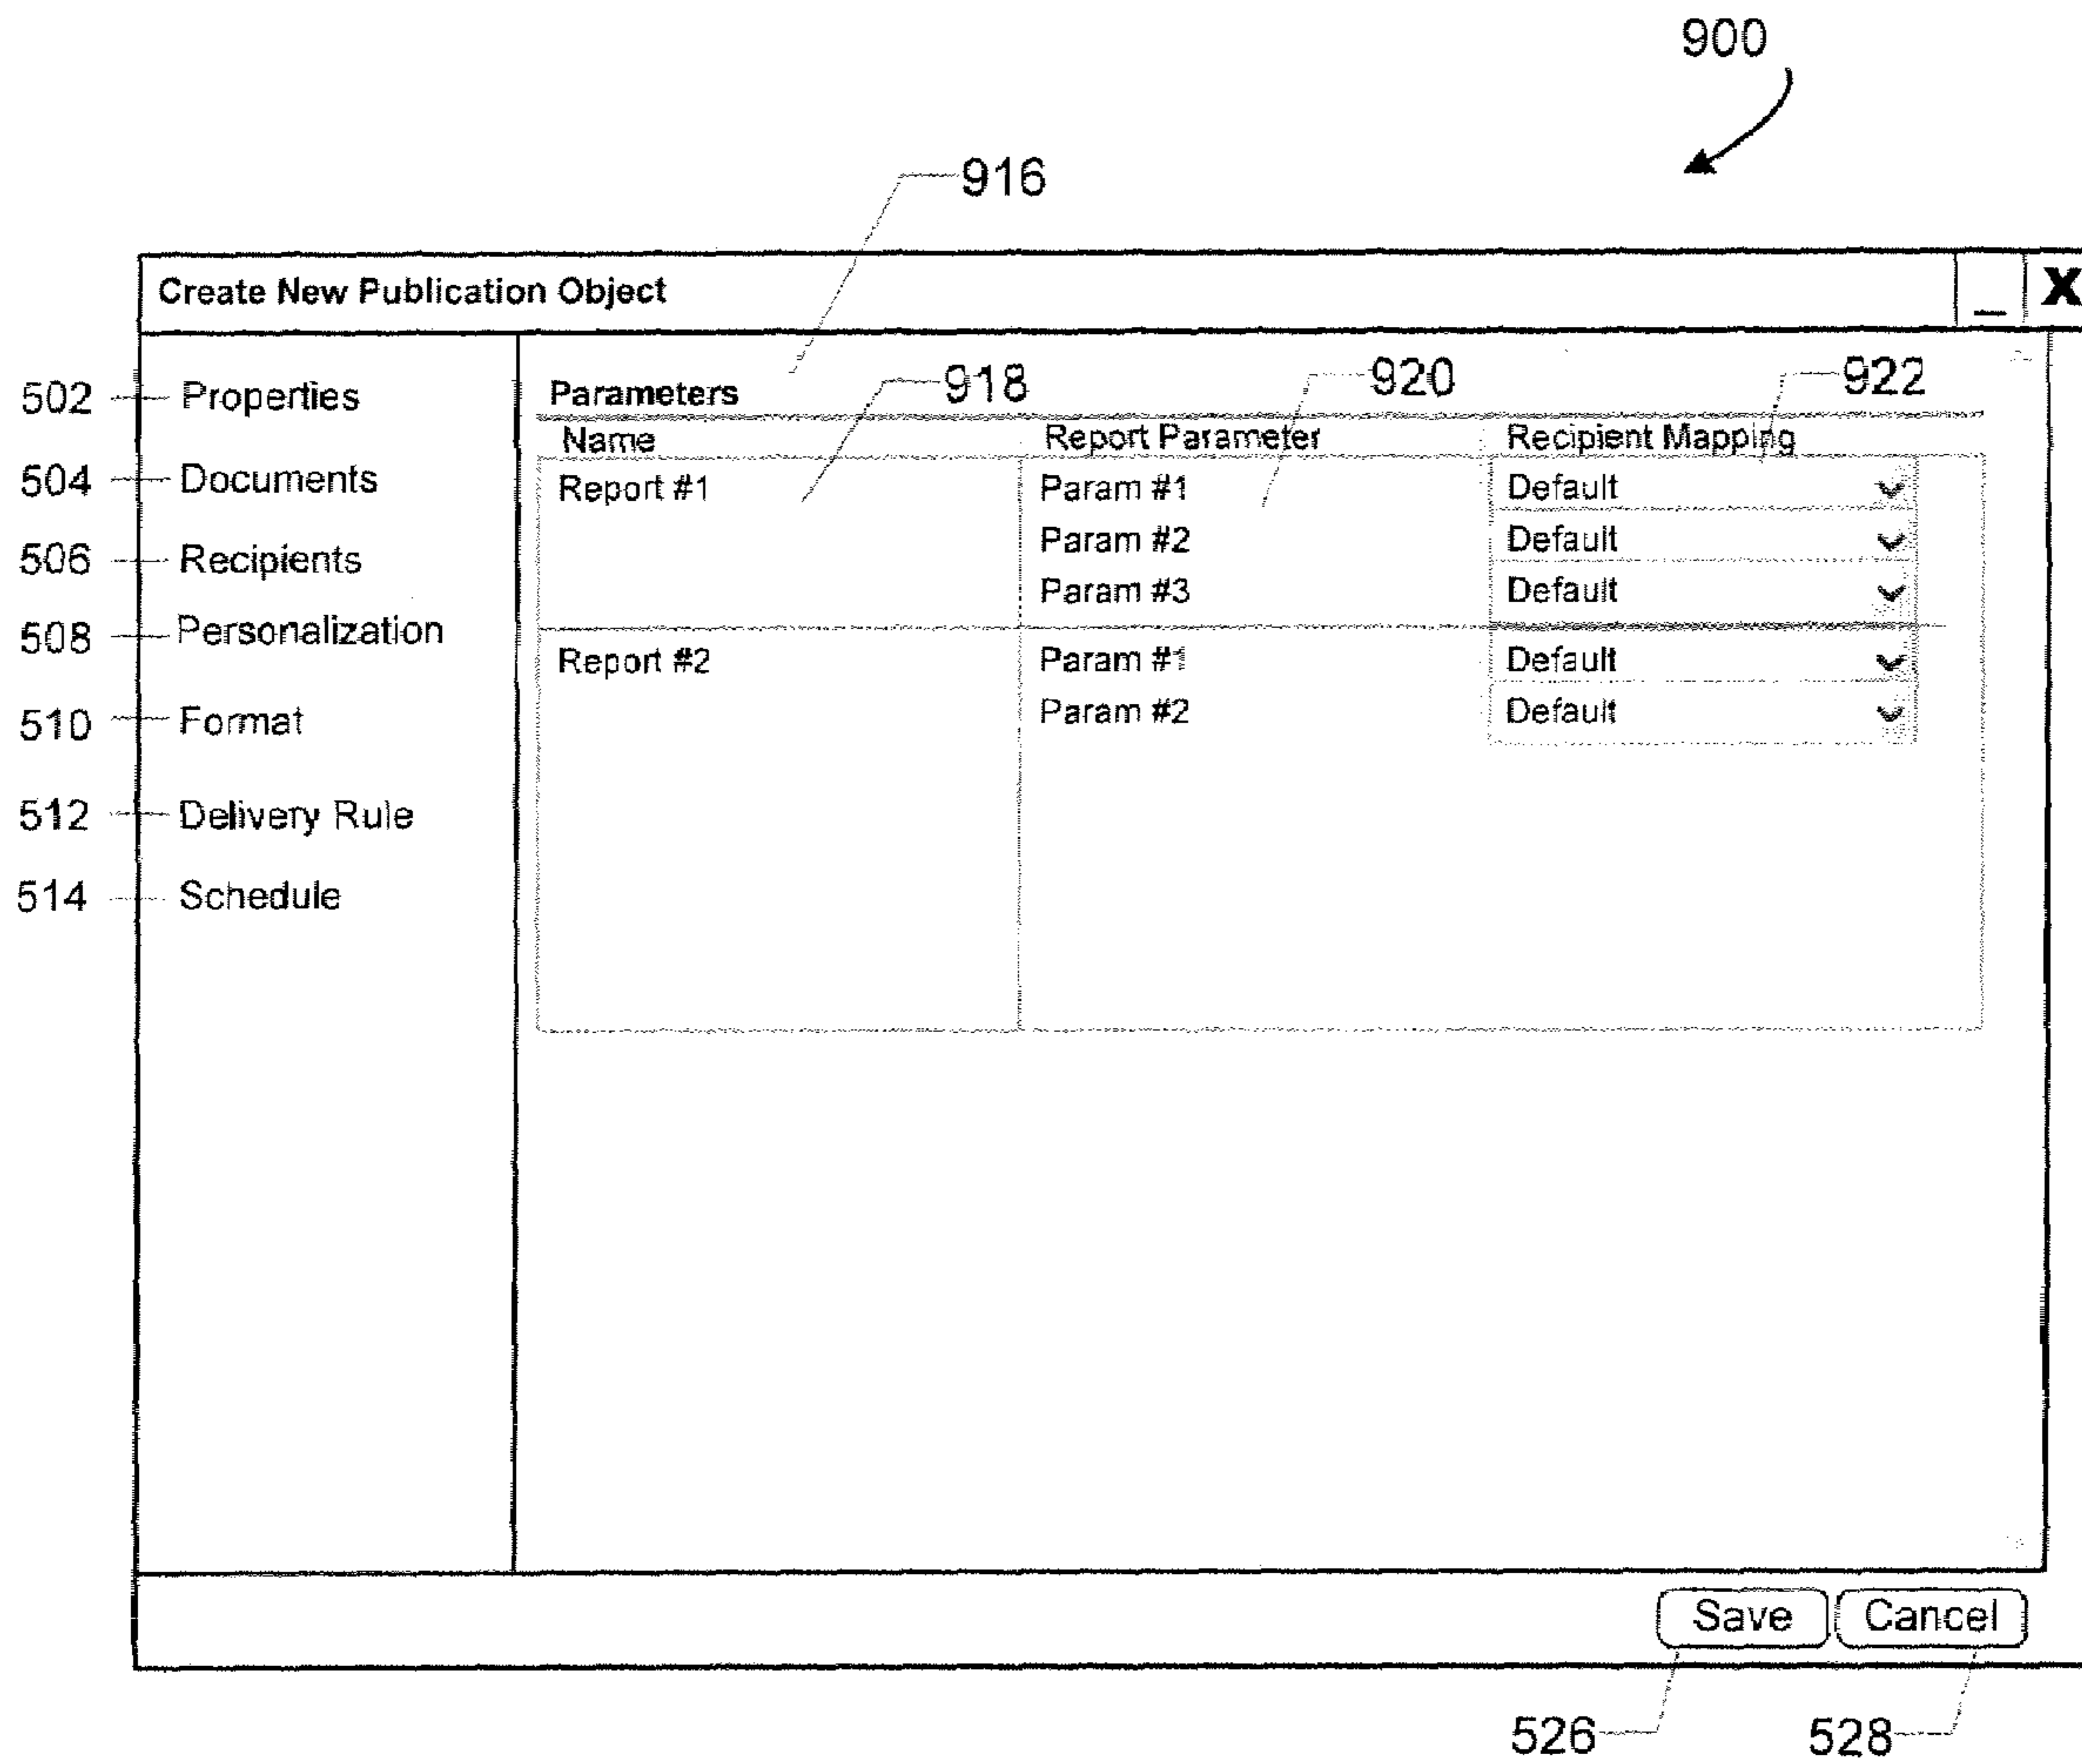 900
916
Create New Publication Object _ X
502 Properties
504 Documents
506 Recipients
508 Personalization
510 Format
512 Delivery Rule
514 Schedule
Parameters 918 920 922
Name Report Parameter Recipient Mapping
Report #1 Param #1 Default
Param #2 Default
Param #3 Default
Report #2 Param #1 Default
Param #2 Default
Save Cancel
526 528